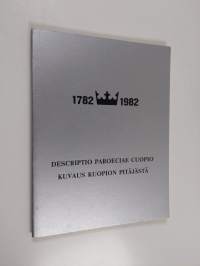 1782 1982
DESCRIPTIO PAROECIAE CUOPIO
KUVAUS KUOPION PITÄJÄSTÄ